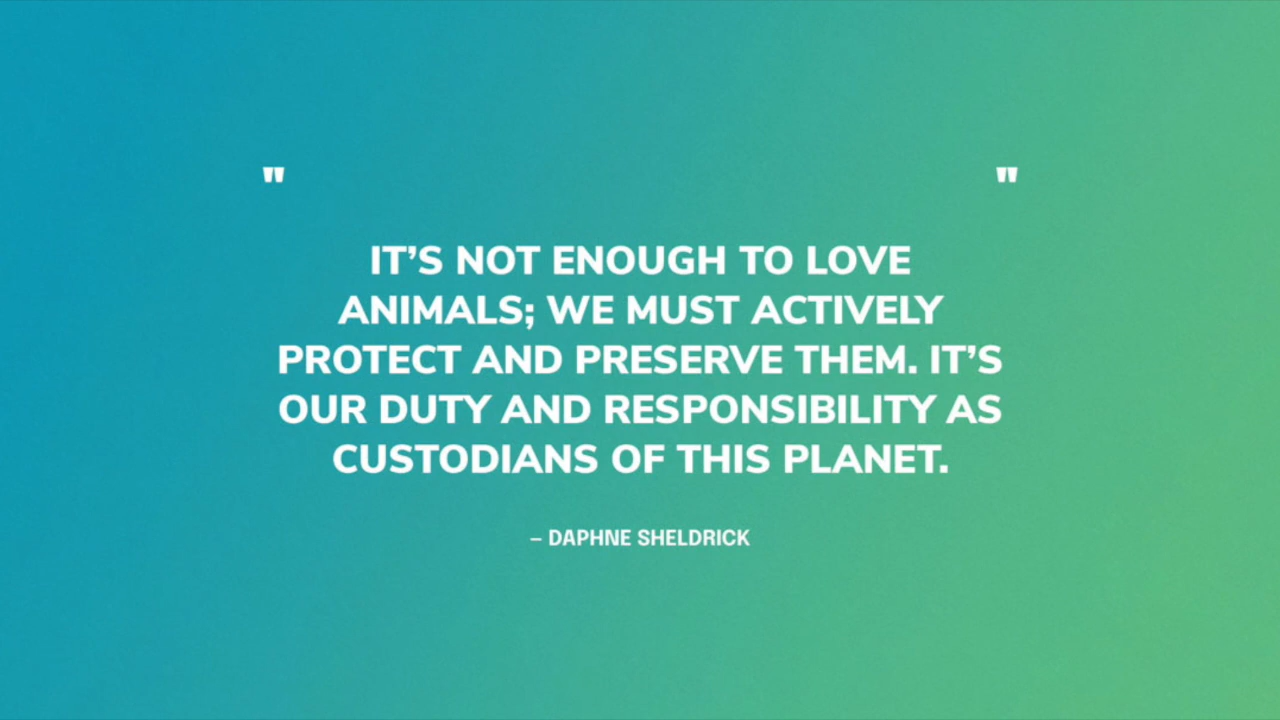 " "
IT’S NOT ENOUGH TO LOVE
ANIMALS; WE MUST ACTIVELY
PROTECT AND PRESERVE THEM. IT’S
OUR DUTY AND RESPONSIBILITY AS
CUSTODIANS OF THIS PLANET.
– DAPHNE SHELDRICK